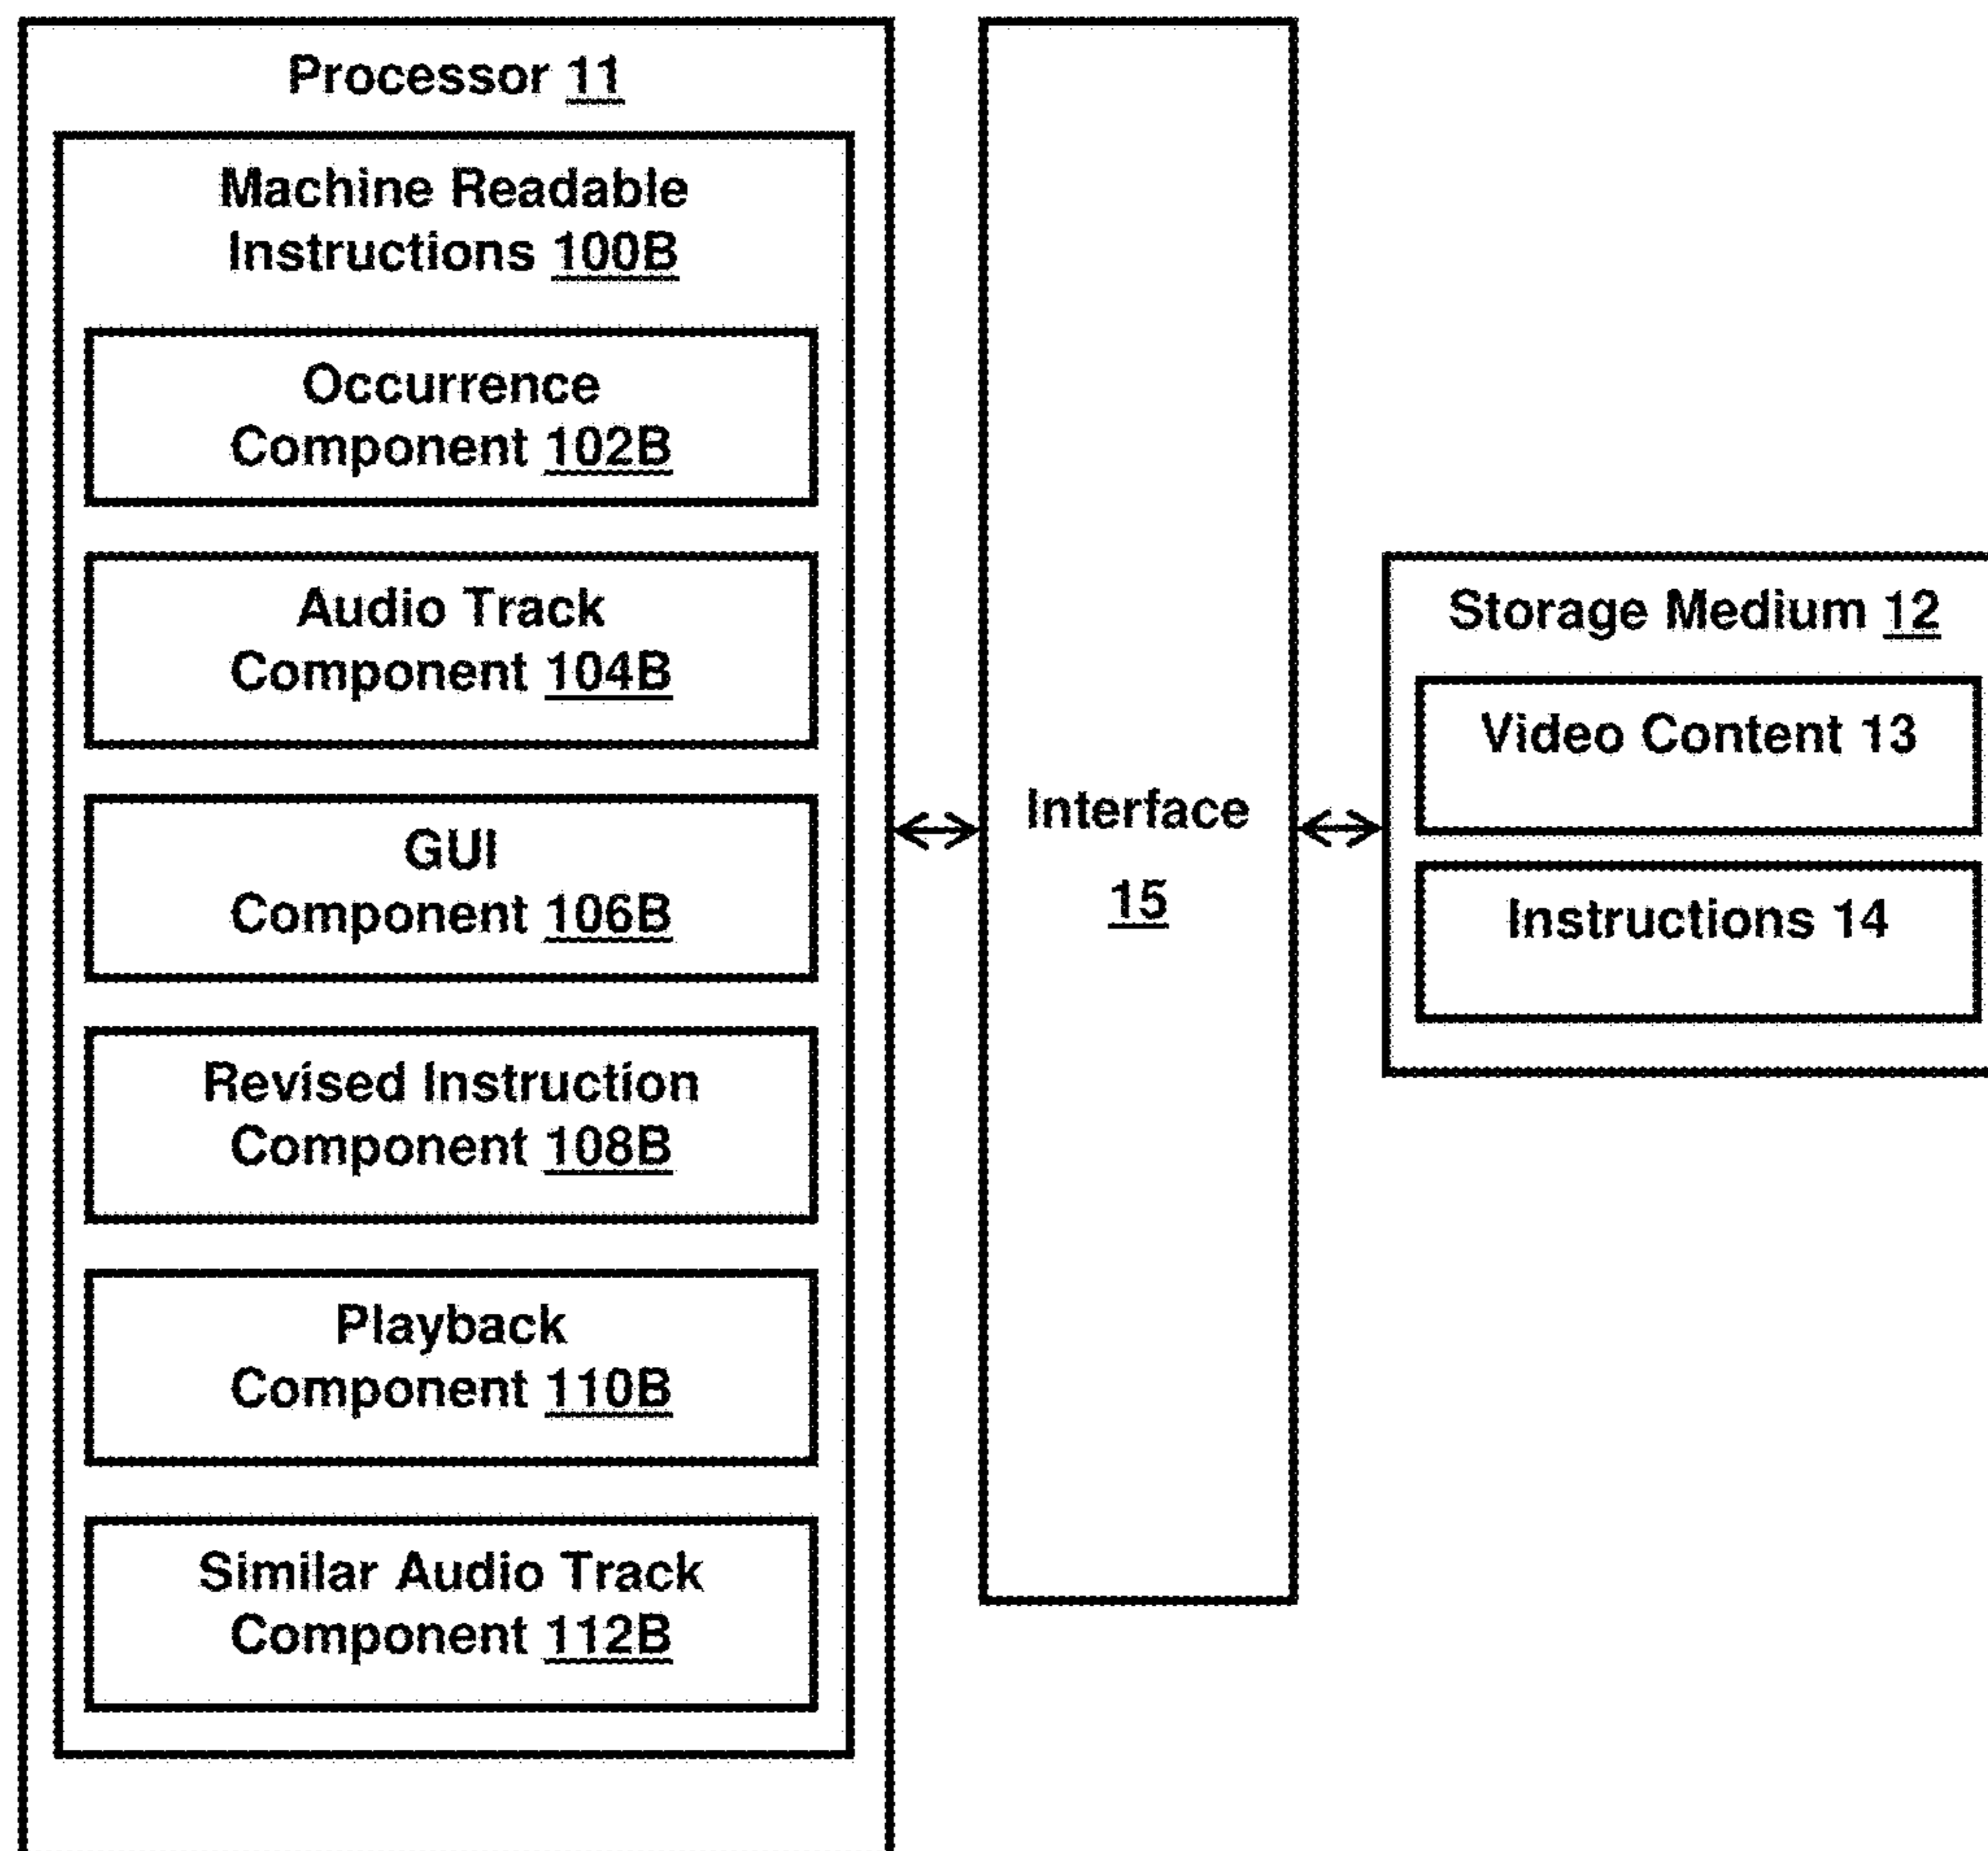 Processor 11
Machine Readable
Instructions 100B
Occurrence
Component 102B
Audio Track
Component 104B
GUI
Component 106B
Revised Instruction
Component 108B
Playback
Component 110B
Similar Audio Track
Component 112B
Interface
15
Storage Medium 12
Video Content 13
Instructions 14